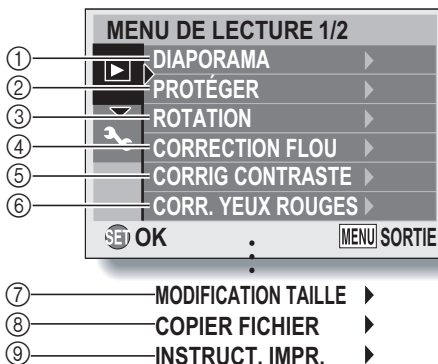 MENU DE LECTURE 1/2
① DIAPORAMA
② PROTÉGER
③ ROTATION
④ CORRECTION FLOU
⑤ CORRIG CONTRASTE
⑥ CORR. YEUX ROUGES
SET OK MENU SORTIE
⑦ MODIFICATION TAILLE
⑧ COPIER FICHIER
⑨ INSTRUCT. IMPR.